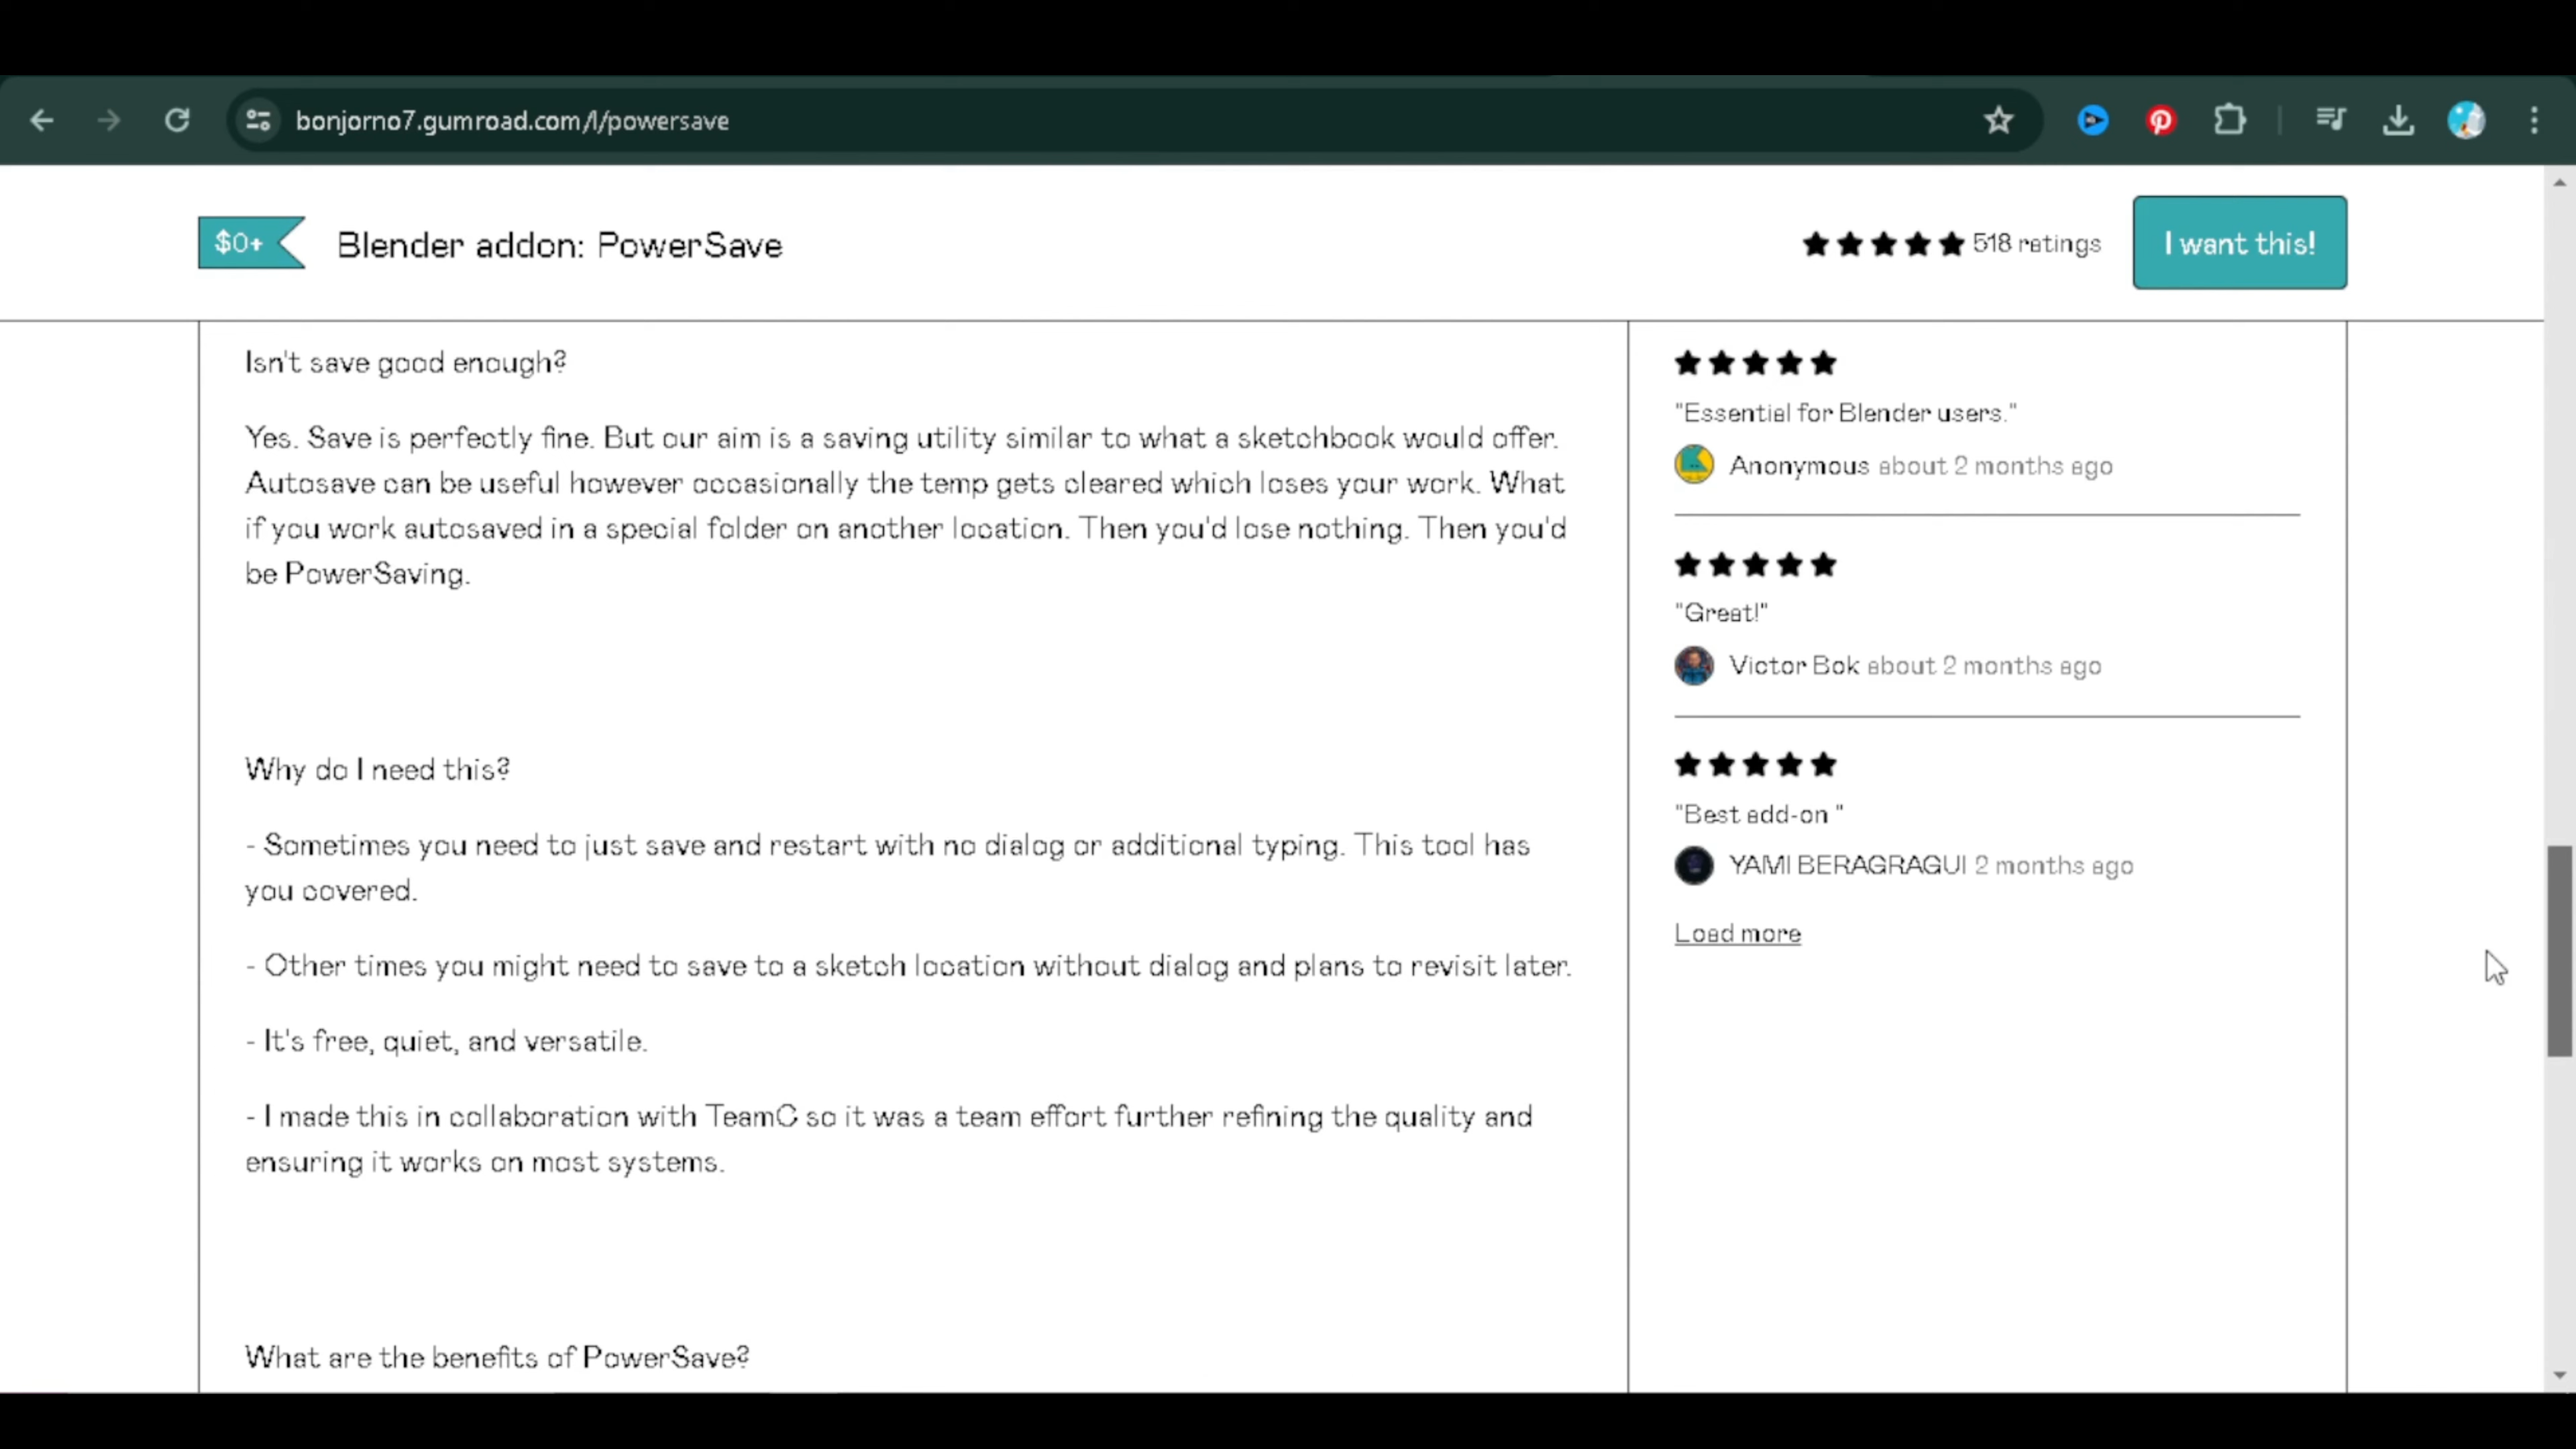 bonjorno7.gumroad.com/l/powersave
$0+
Blender addon: PowerSave
518 ratings
I want this!
Isn't save good enough?
Yes. Save is perfectly fine. But our aim is a saving utility similar to what a sketchbook would offer.
Autosave can be useful however occasionally the temp gets cleared which loses your work. What
if you work autosaved in a special folder on another location. Then you'd lose nothing. Then you'd
be PowerSaving.
Why do I need this?
- Sometimes you need to just save and restart with no dialog or additional typing. This tool has
you covered.
- Other times you might need to save to a sketch location without dialog and plans to revisit later.
- It's free, quiet, and versatile.
- I made this in collaboration with TeamC so it was a team effort further refining the quality and
ensuring it works on most systems.
What are the benefits of PowerSave?
"Essential for Blender users."
Anonymous about 2 months ago
"Great!"
Victor Bok about 2 months ago
"Best add-on "
YAMI BERAGRAGUI 2 months ago
Load more